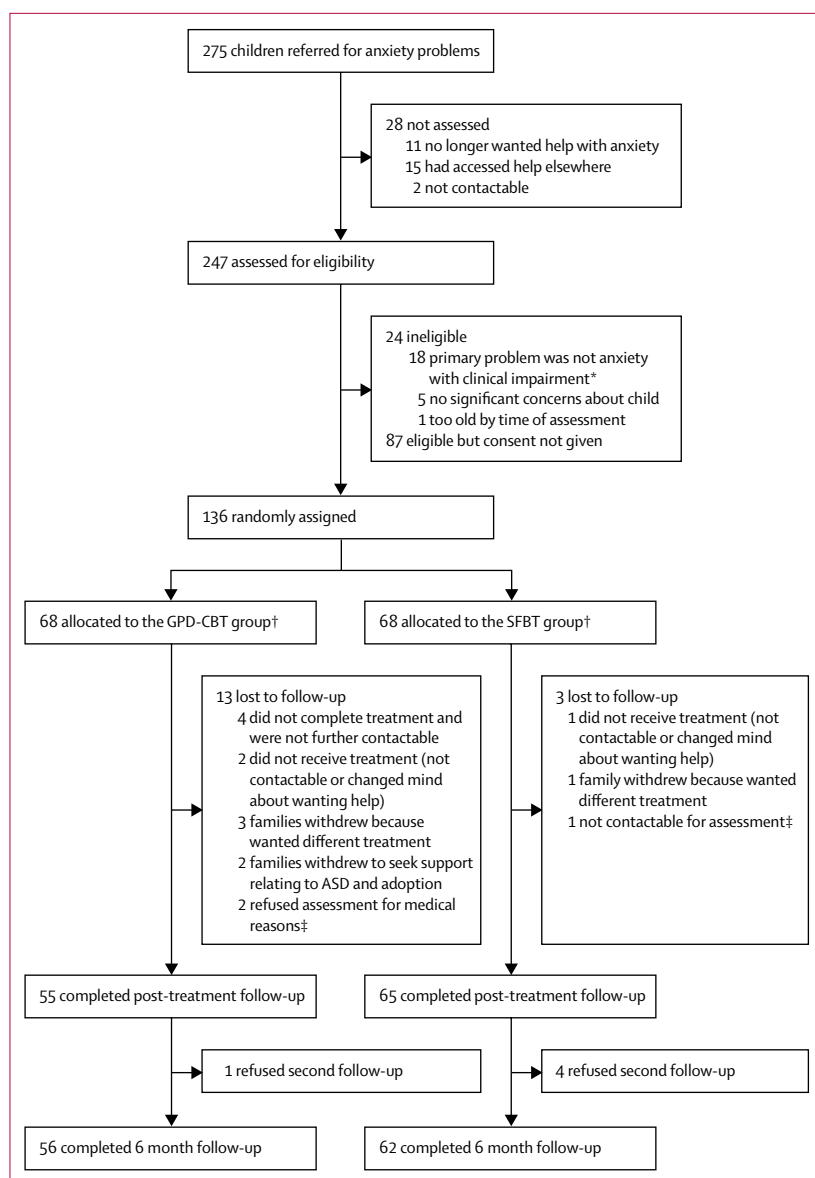 275 children referred for anxiety problems
28 not assessed
11 no longer wanted help with anxiety
15 had accessed help elsewhere
2 not contactable
247 assessed for eligibility
24 ineligible
18 primary problem was not anxiety
with clinical impairment*
5 no significant concerns about child
1 too old by time of assessment
87 eligible but consent not given
136 randomly assigned
68 allocated to the GPD-CBT group†
68 allocated to the SFBT group†
13 lost to follow-up
4 did not complete treatment and
were not further contactable
2 did not receive treatment (not
contactable or changed mind
about wanting help)
3 families withdrew because
wanted different treatment
2 families withdrew to seek support
relating to ASD and adoption
2 refused assessment for medical
reasons‡
3 lost to follow-up
1 did not receive treatment (not
contactable or changed mind
about wanting help)
1 family withdrew because wanted
different treatment
1 not contactable for assessment‡
55 completed post-treatment follow-up
65 completed post-treatment follow-up
1 refused second follow-up
4 refused second follow-up
56 completed 6 month follow-up
62 completed 6 month follow-up